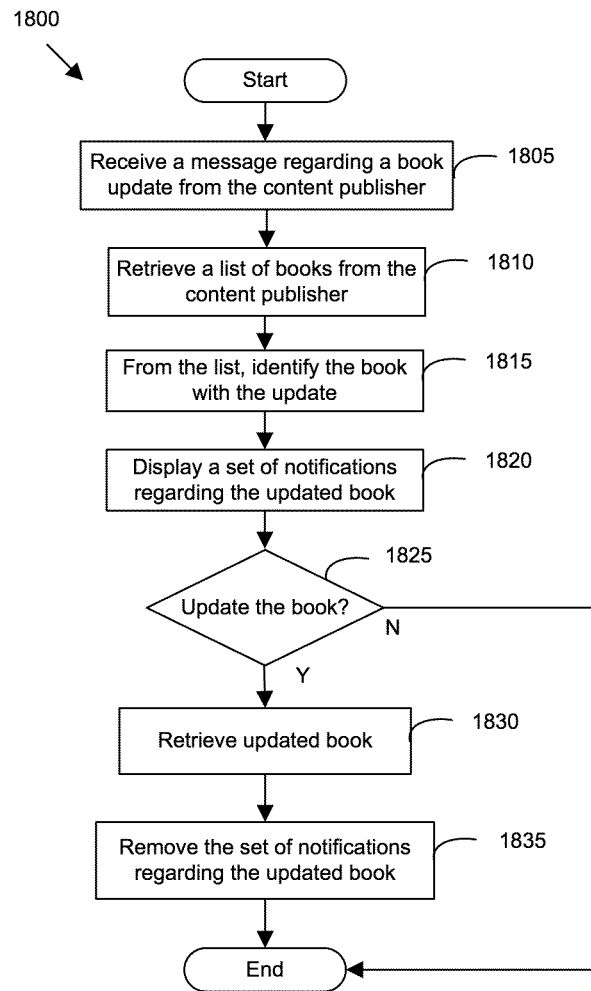 1800
Start
Receive a message regarding a book
update from the content publisher
1805
Retrieve a list of books from the
content publisher
1810
From the list, identify the book
with the update
1815
Display a set of notifications
regarding the updated book
1820
1825
Update the book?
N
Y
Retrieve updated book
1830
Remove the set of notifications
regarding the updated book
1835
End